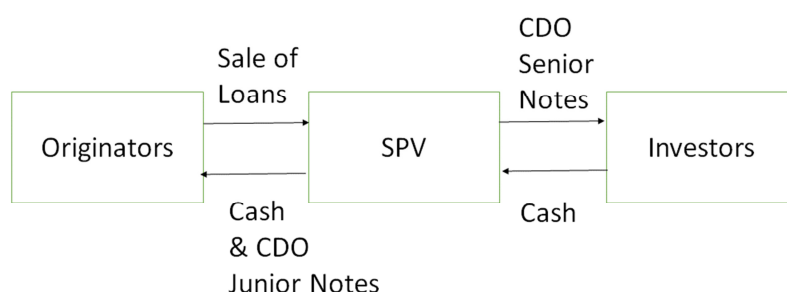 CDO
Senior
Notes
Sale of
Loans
Originators
SPV
Investors
Cash
& CDO
Junior Notes
Cash